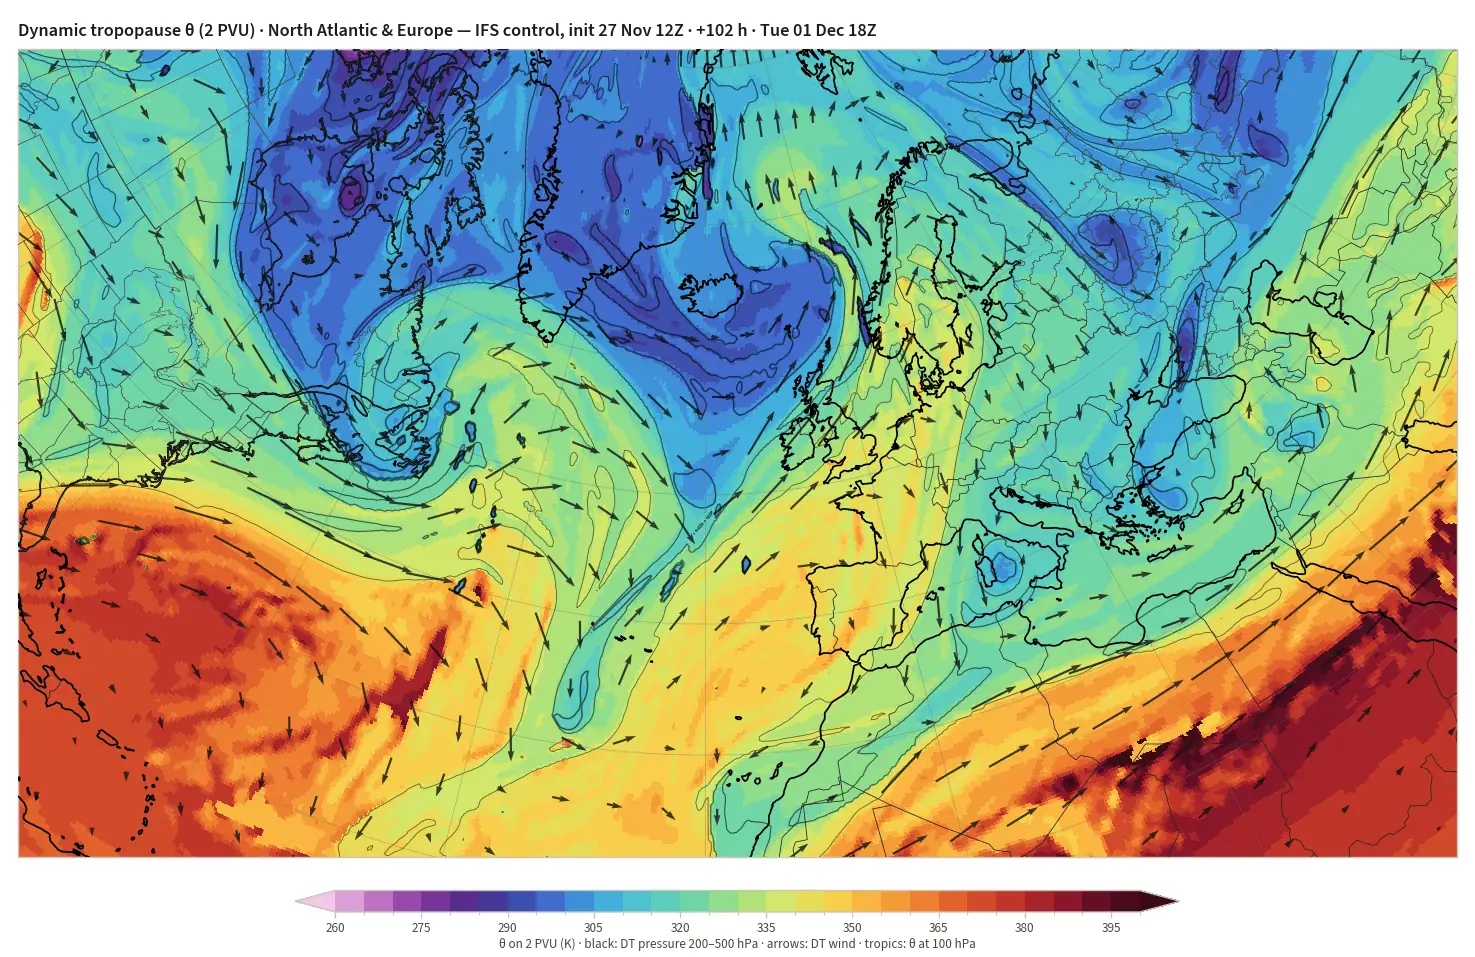 Dynamic tropopause θ (2 PVU) · North Atlantic & Europe — IFS control, init 27 Nov 12Z · +102 h · Tue 01 Dec 18Z
260 275 290 305 320 335 350 365 380 395
θ on 2 PVU (K) · black: DT pressure 200–500 hPa · arrows: DT wind · tropics: θ at 100 hPa